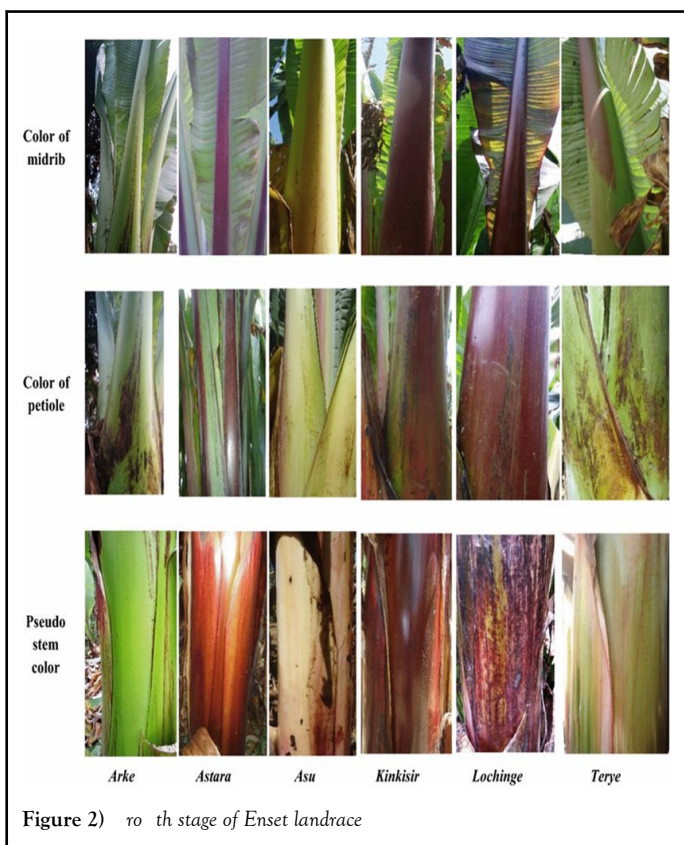 Color of
midrib
Color of
petiole
Pseudo
stem
color
Arke Astara Asu Kinkisir Lochinge Terye
Figure 2) ro th stage of Enset landrace